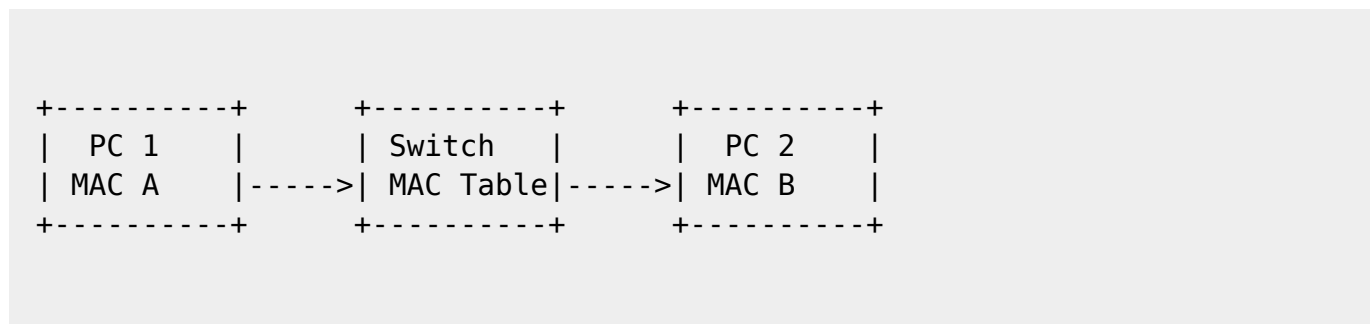 +----------+      +----------+      +----------+
|  PC 1    |      | Switch   |      |  PC 2    |
| MAC A    |----->| MAC Table|----->| MAC B    |
+----------+      +----------+      +----------+